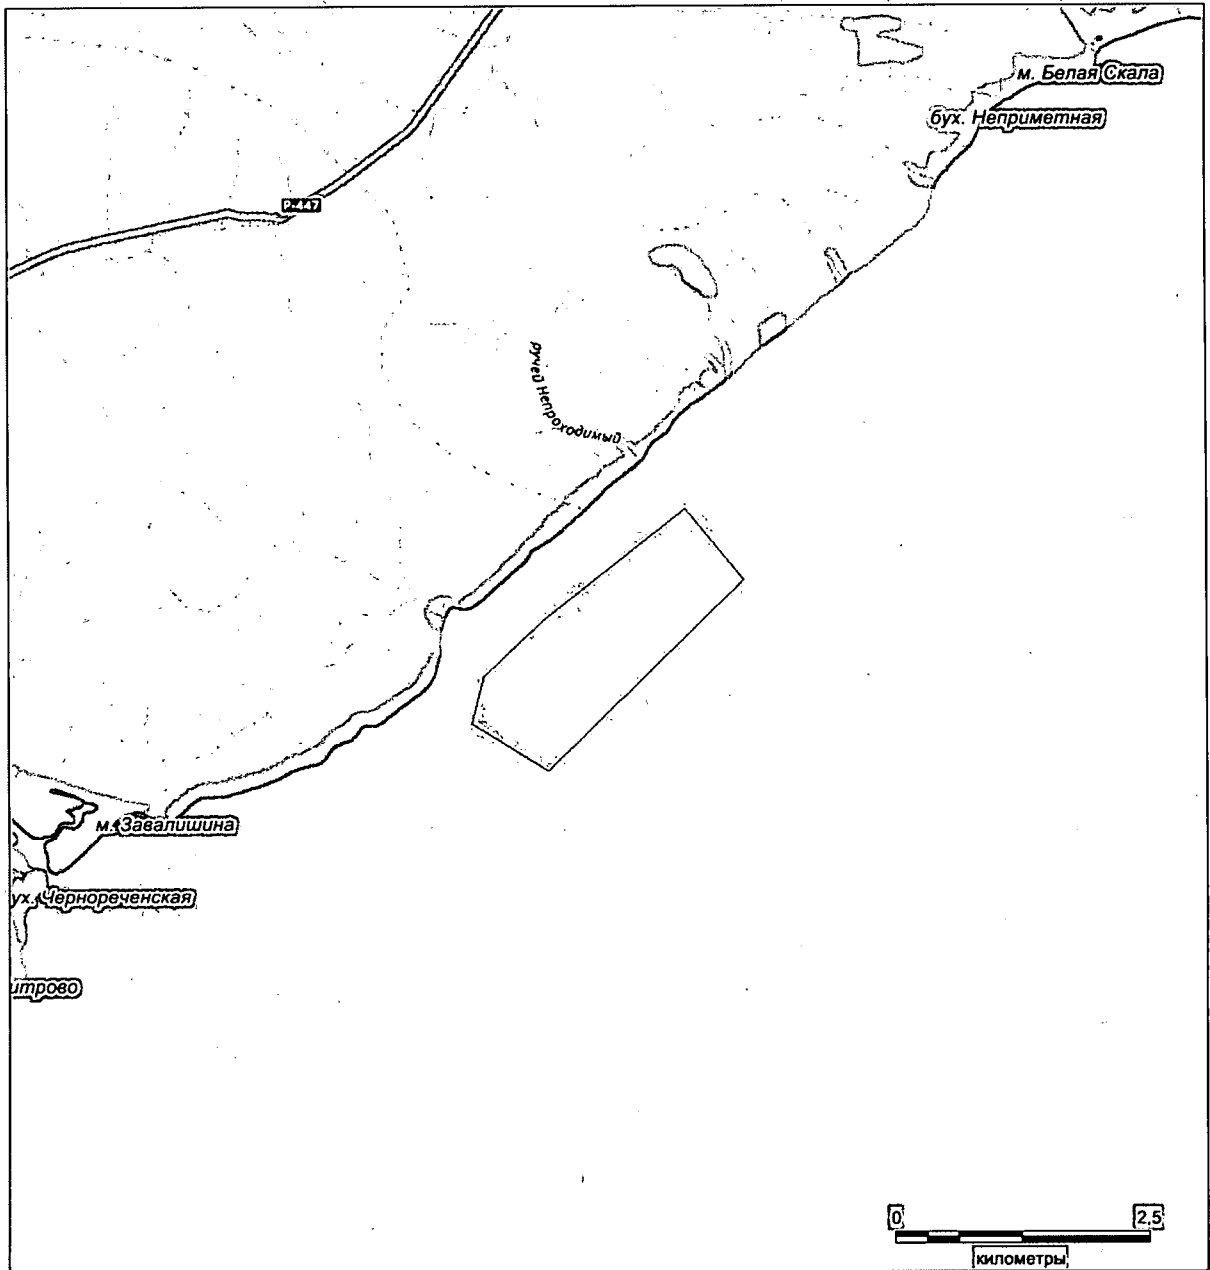 м. Белая Скала
бух. Неприметная
Р-447
ручей Непроходимый
м. Завалишина
ух. Чернореченская
итрово
0 2,5
километры